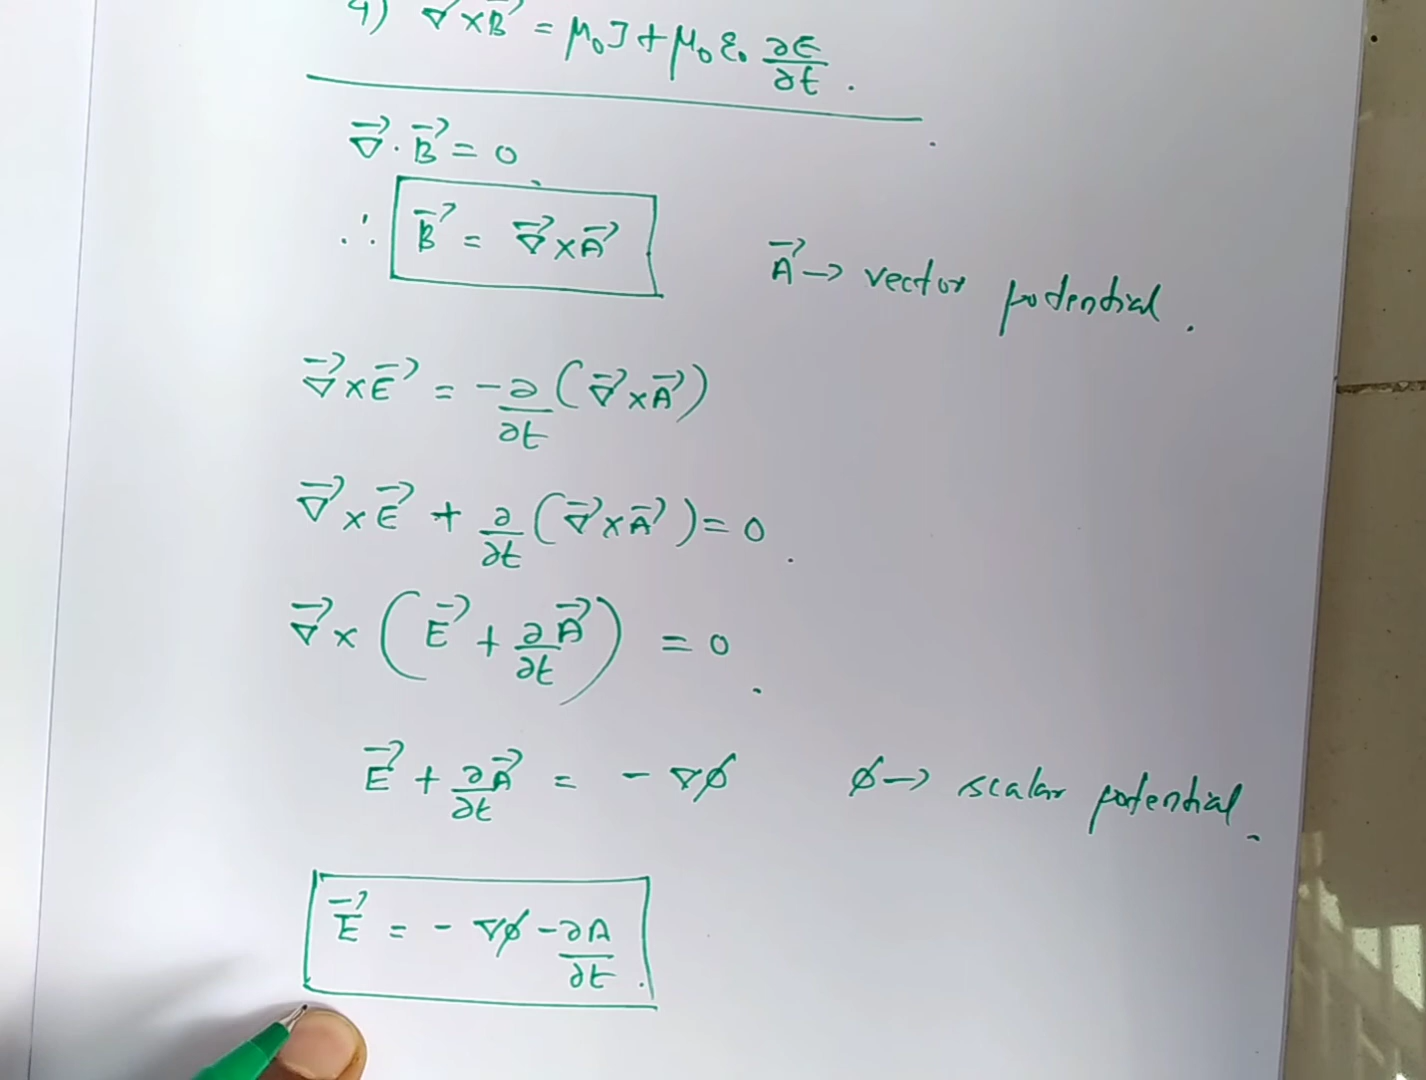 4) ∇ × B⃗ = μ₀J + μ₀ε₀ ∂E/∂t .
∇⃗ . B⃗ = 0
∴ B⃗ = ∇⃗ × A⃗
A⃗ → vector potential .
∇⃗ × E⃗ = -∂/∂t (∇⃗ × A⃗)
∇⃗ × E⃗ + ∂/∂t (∇⃗ × A⃗) = 0 .
∇⃗ × (E⃗ + ∂A⃗/∂t) = 0 .
E⃗ + ∂A⃗/∂t = - ∇ϕ
ϕ → scalar potential .
E⃗ = - ∇ϕ - ∂A/∂t .